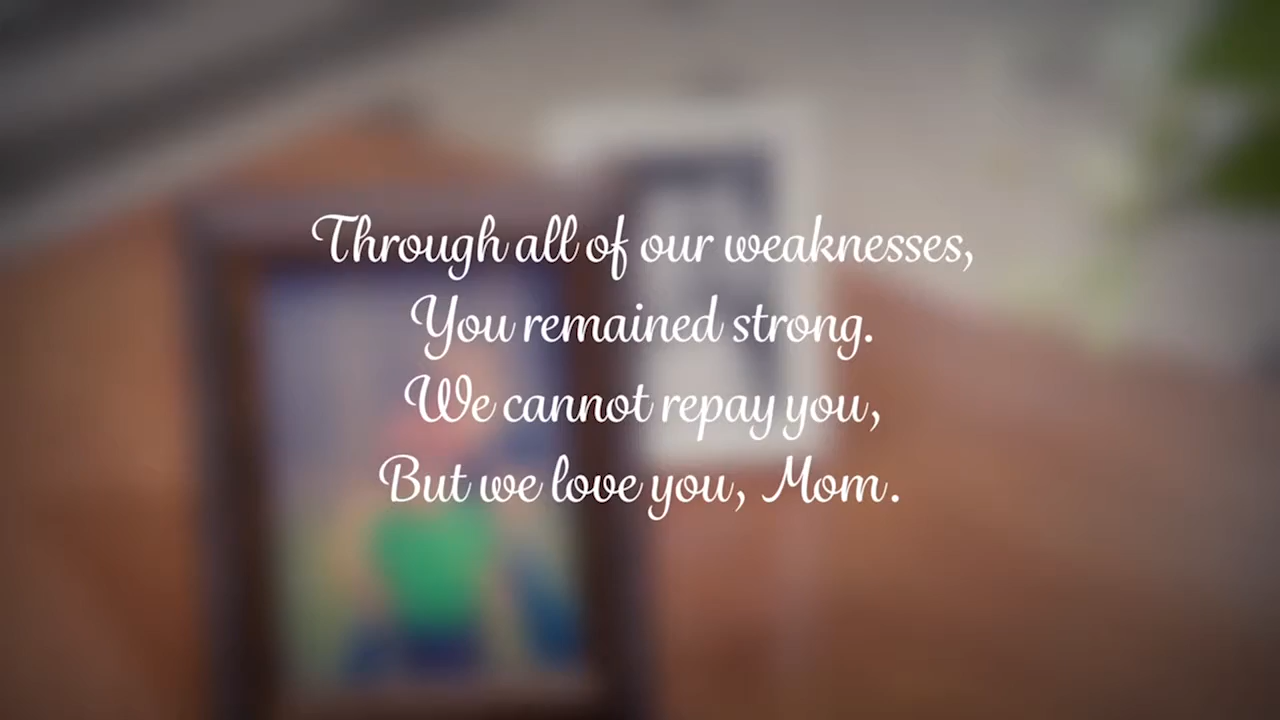 Through all of our weaknesses,
You remained strong.
We cannot repay you,
But we love you, Mom.